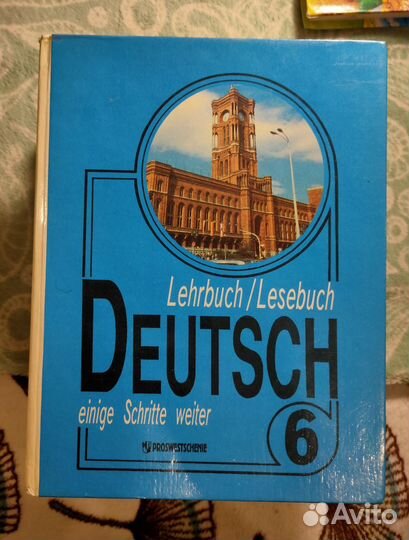 Lehrbuch/Lesebuch
DEUTSCH
einige Schritte weiter
6
PROSWESTSCHENIE
Avito